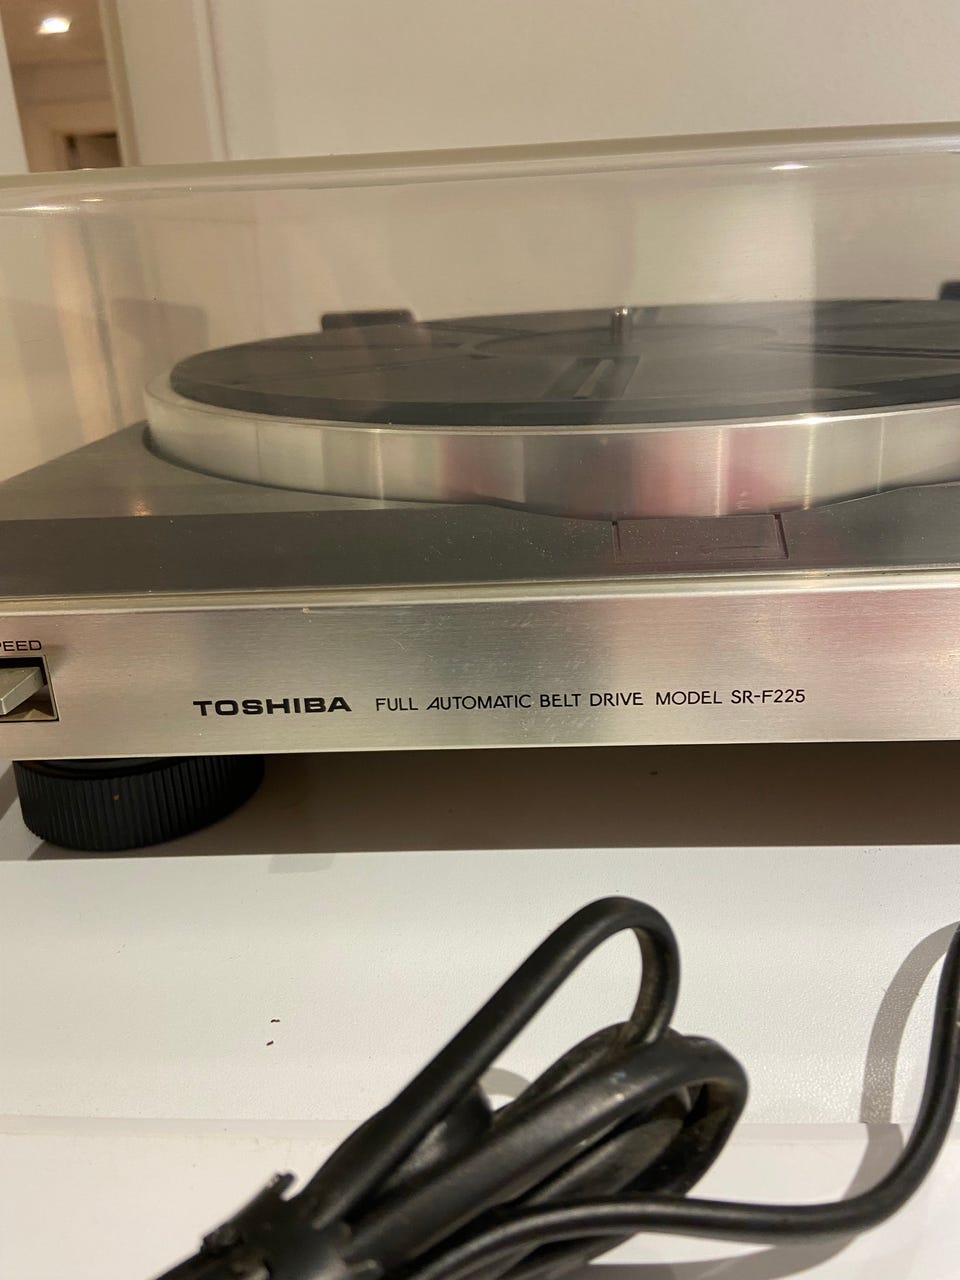 PEED
TOSHIBA FULL AUTOMATIC BELT DRIVE MODEL SR-F225